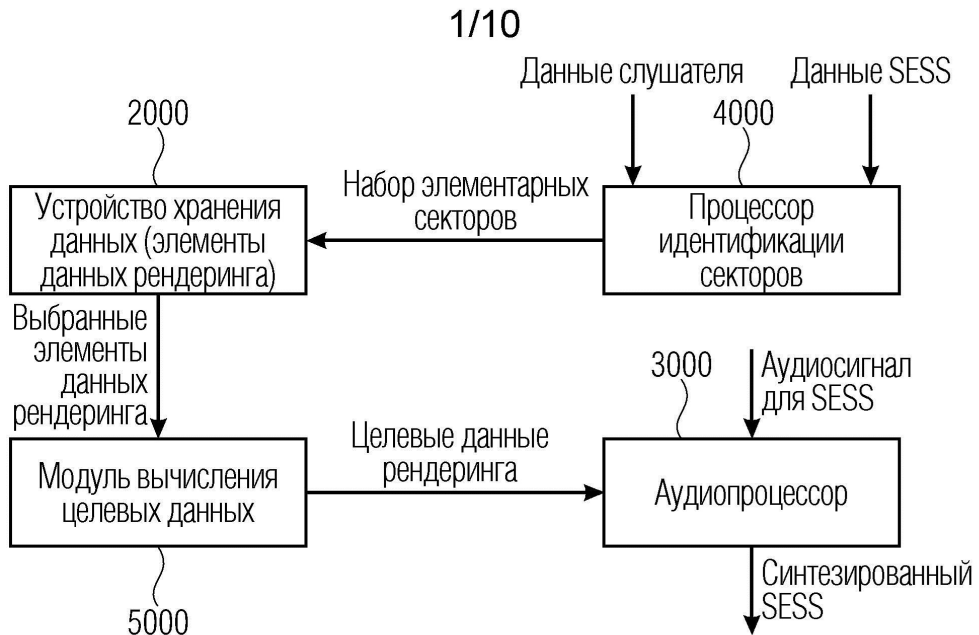 1/10
Данные слушателя
Данные SESS
2000
4000
Набор элементарных
секторов
Устройство хранения
данных (элементы
данных рендеринга)
Процессор
идентификации
секторов
Выбранные
элементы
данных
рендеринга
3000
Аудиосигнал
для SESS
Целевые данные
рендеринга
Модуль вычисления
целевых данных
Аудиопроцессор
5000
Синтезированный
SESS